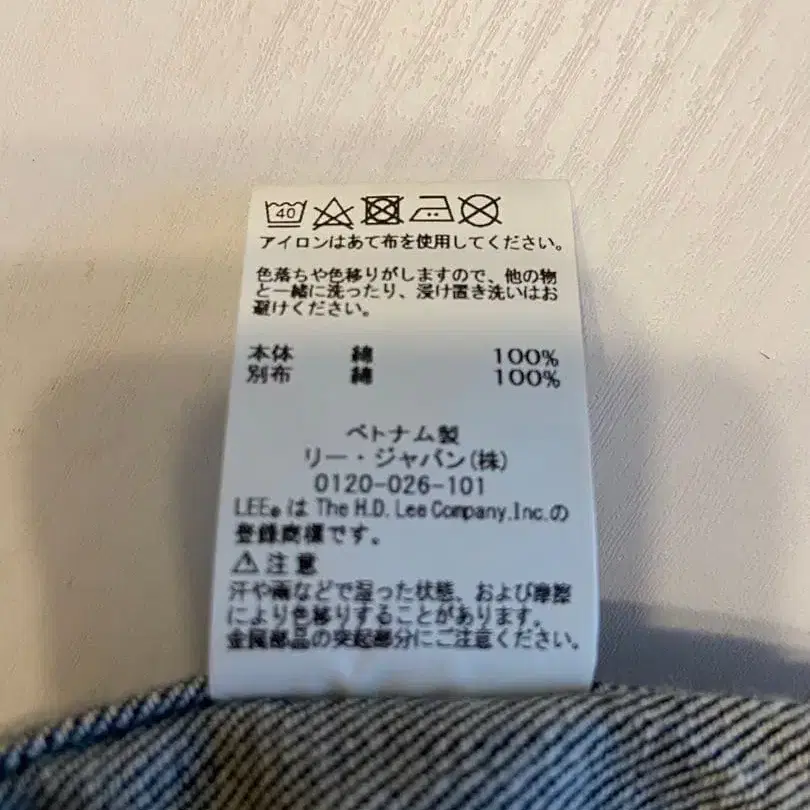 40
アイロンはあて布を使用してください。
色落ちや色移りがしますので、他の物
と一緒に洗ったり、浸け置き洗いはお
避けください。
本体 綿 100%
別布 綿 100%
ベトナム製
リー・ジャパン(株)
0120-026-101
LEE®は The H.D. Lee Company,Inc.の
登録商標です。
⚠注意
汗や雨などで湿った状態、および摩擦
により色移りすることがあります。
金属部品の突起部分にご注意ください。